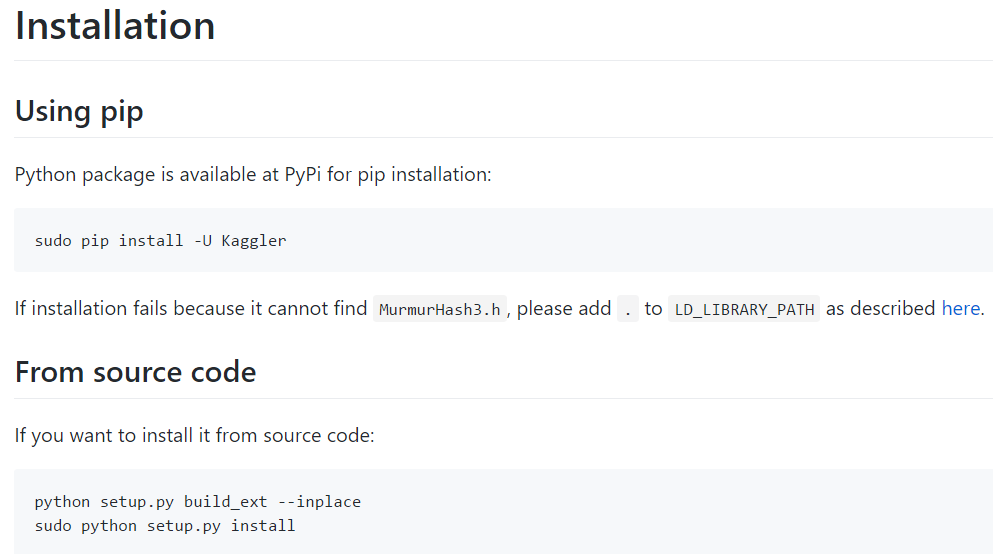 Installation
Using pip
Python package is available at PyPi for pip installation:
sudo pip install -U Kaggler
If installation fails because it cannot find MurmurHash3.h, please add . to LD_LIBRARY_PATH as described here.
From source code
If you want to install it from source code:
python setup.py build_ext --inplace
sudo python setup.py install